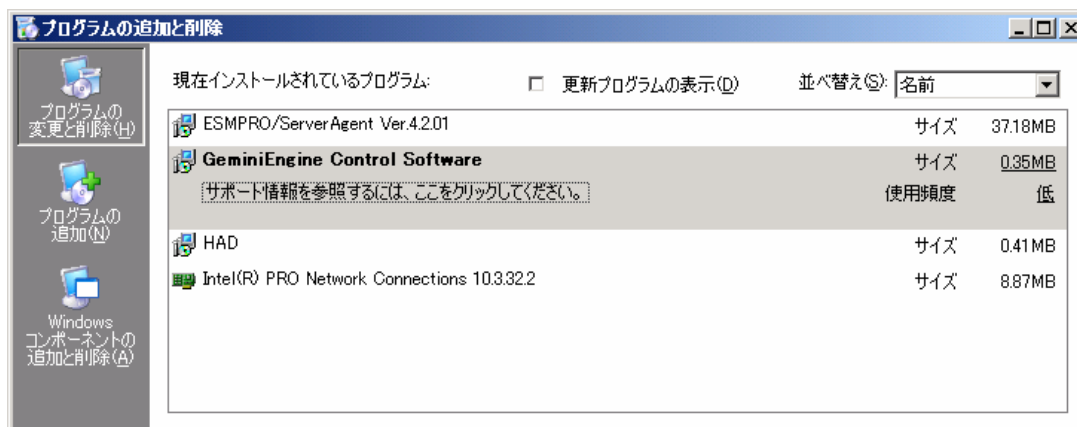 プログラムの追加と削除
現在インストールされているプログラム:
更新プログラムの表示(D)
並べ替え(S):
名前
プログラムの
変更と削除(H)
プログラムの
追加(N)
Windows
コンポーネントの
追加と削除(A)
ESMPRO/ServerAgent Ver.4.2.01 サイズ 37.18MB
GeminiEngine Control Software サイズ 0.35MB
サポート情報を参照するには、ここをクリックしてください。 使用頻度 低
HAD サイズ 0.41MB
Intel(R) PRO Network Connections 10.3.32.2 サイズ 8.87MB